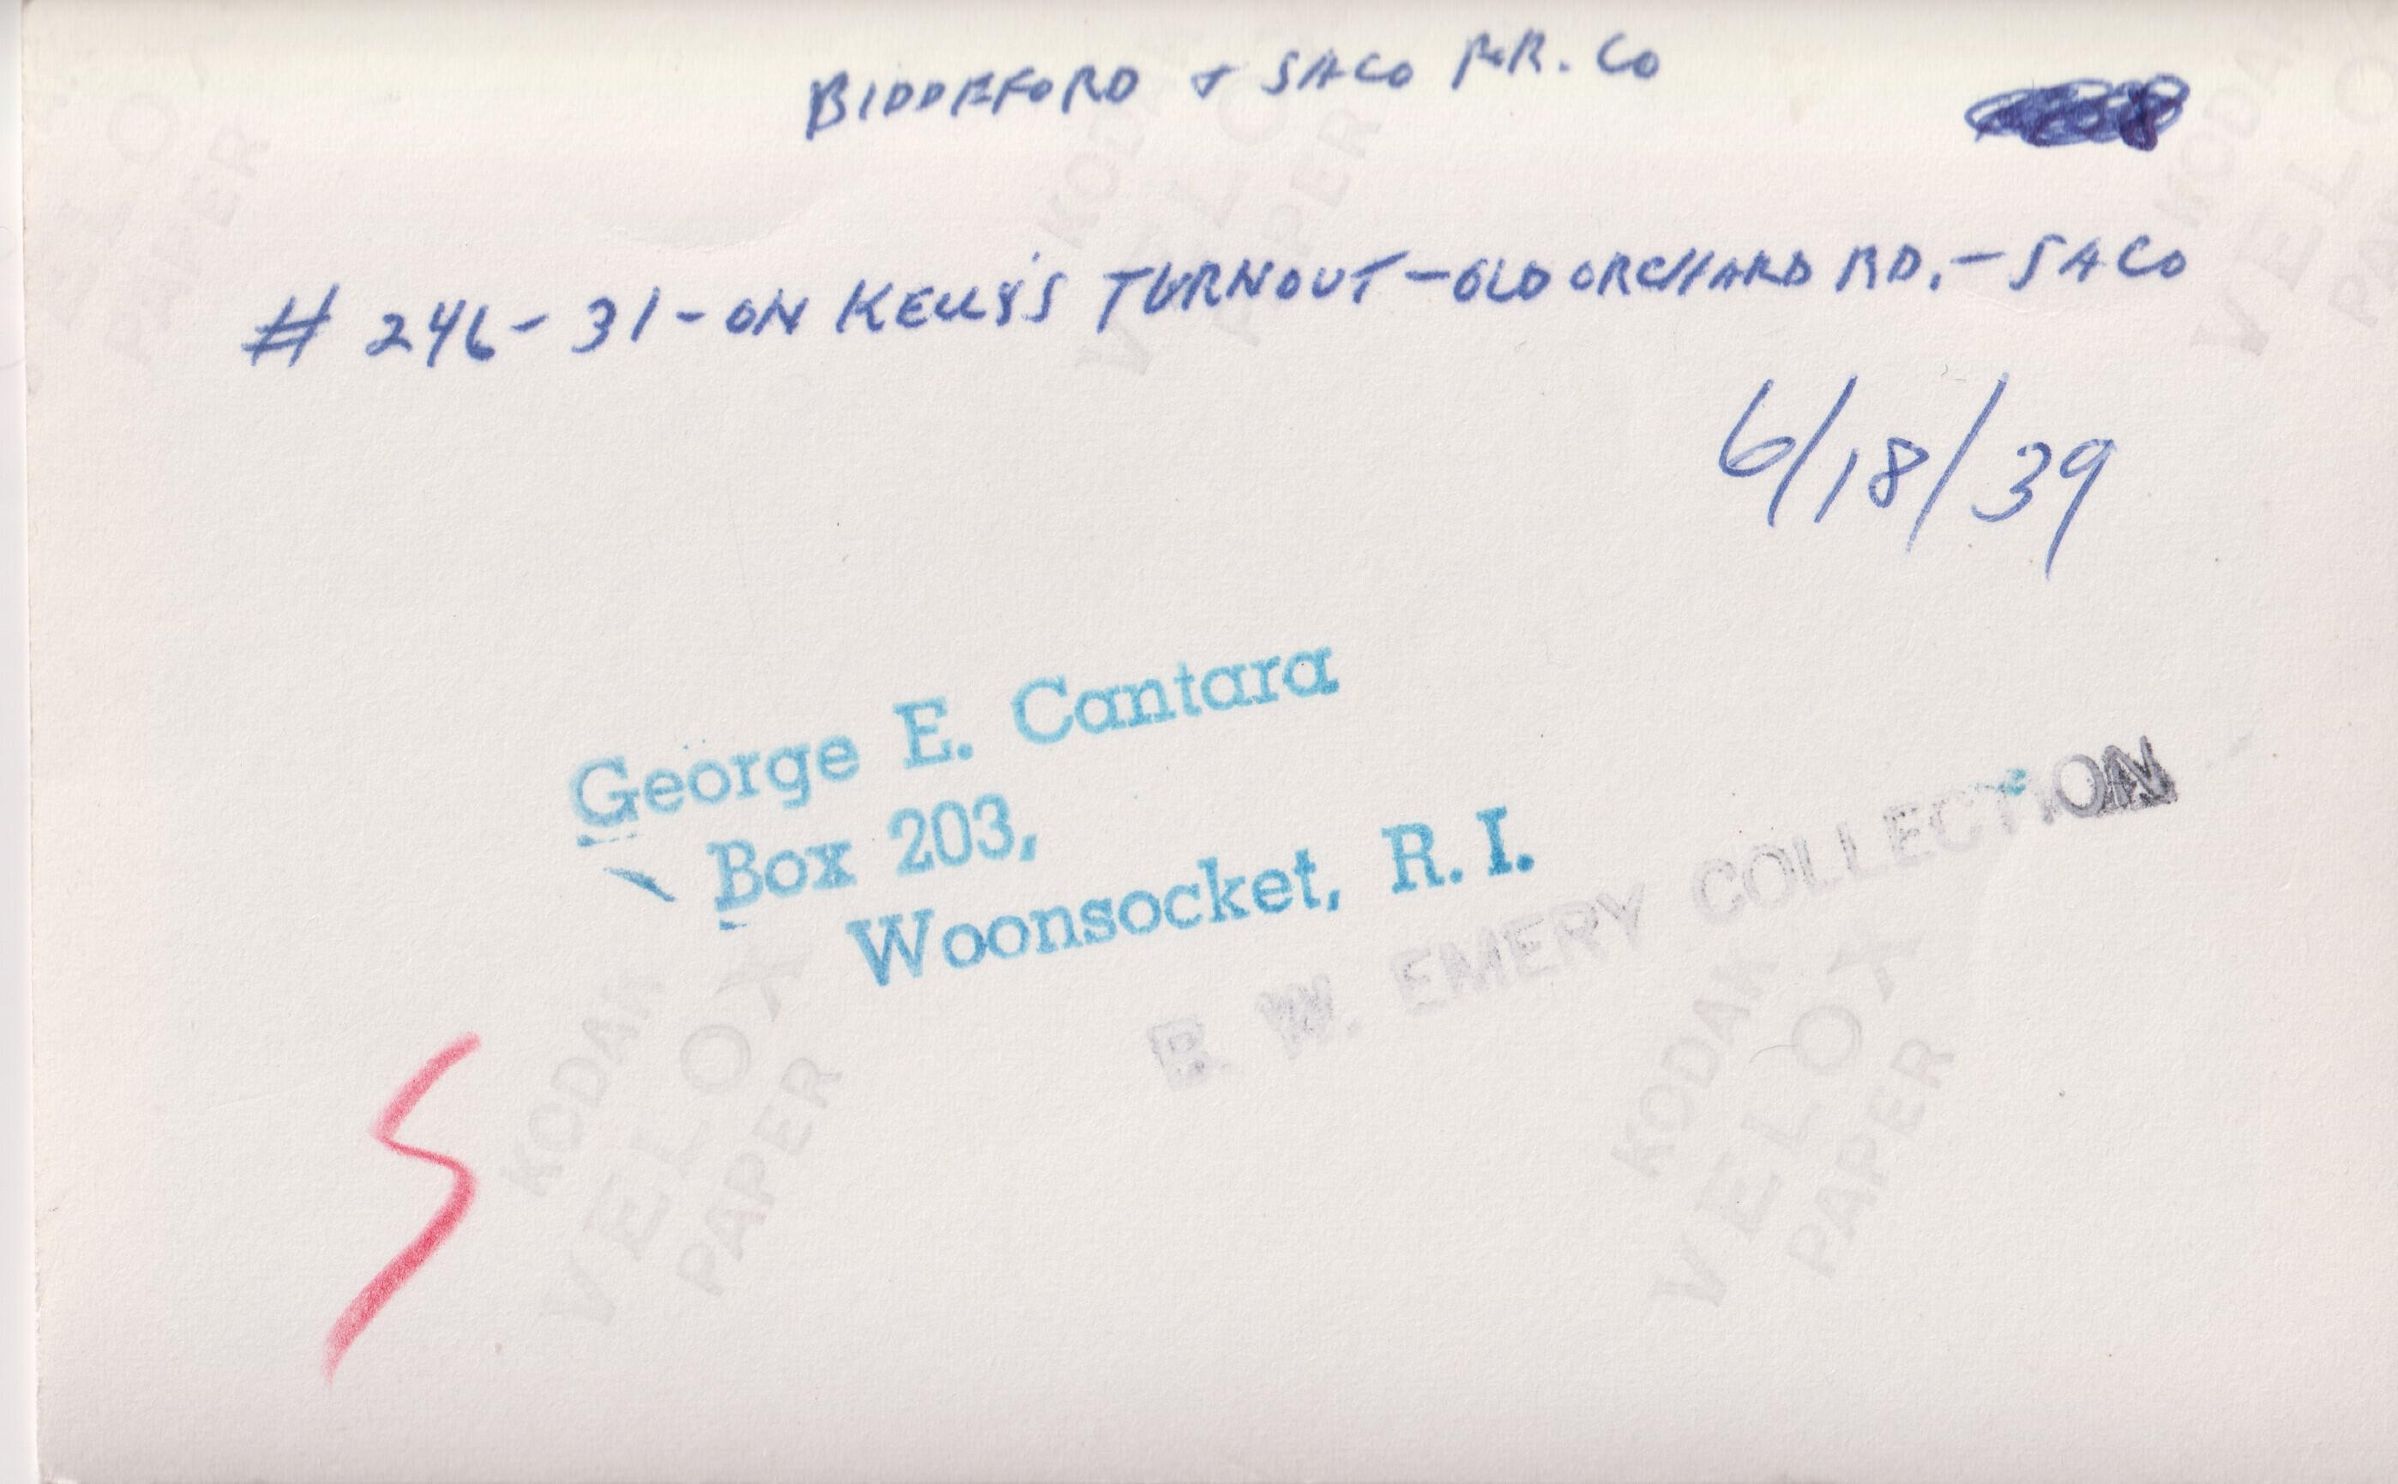 BIDDEFORD + SACO R.R. Co
# 246-31-ON KELLY'S TURNOUT-OLD ORCHARD RD.-SACO
6/18/39
George E. Cantara
Box 203,
Woonsocket, R. I.
B. W. EMERY COLLECTION
S
KODAK
VELOX
PAPER
KODAK
VELOX
PAPER